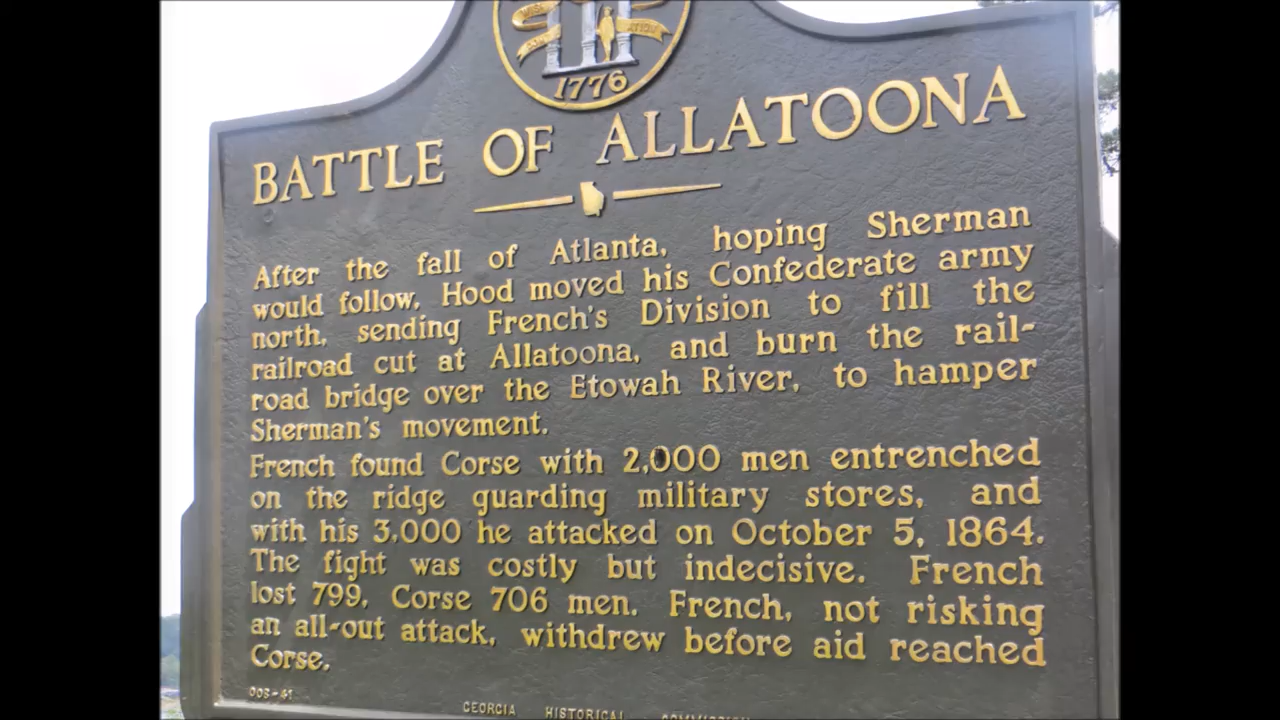 1776
BATTLE OF ALLATOONA
After the fall of Atlanta, hoping Sherman
would follow, Hood moved his Confederate army
north, sending French's Division to fill the
railroad cut at Allatoona, and burn the rail-
road bridge over the Etowah River, to hamper
Sherman's movement.
French found Corse with 2,000 men entrenched
on the ridge guarding military stores, and
with his 3,000 he attacked on October 5, 1864.
The fight was costly but indecisive. French
lost 799, Corse 706 men. French, not risking
an all-out attack, withdrew before aid reached
Corse.
GEORGIA HISTORICAL COMMISSION